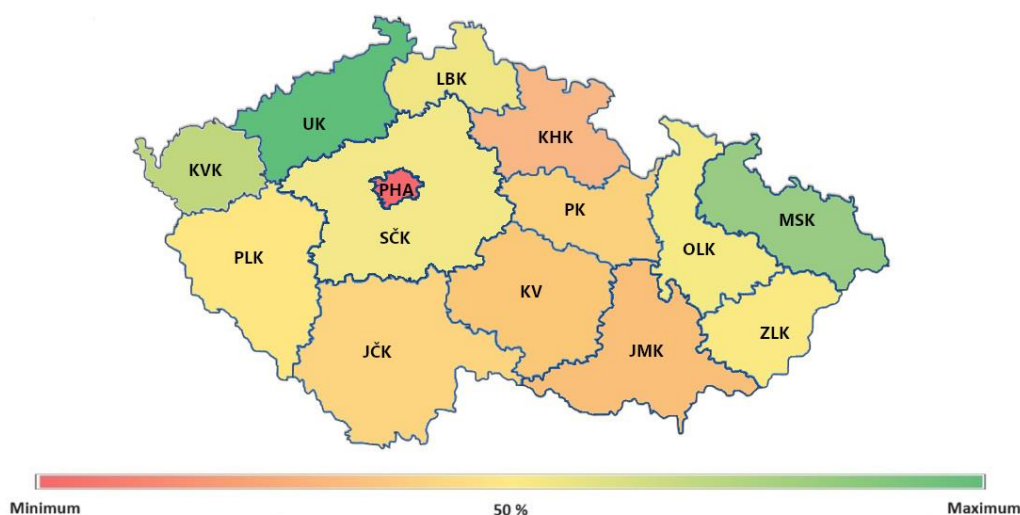 LBK
UK
KHK
KVK
PHA
PK
MSK
SČK
OLK
PLK
KV
ZLK
JČK
JMK
Minimum
50 %
Maximum